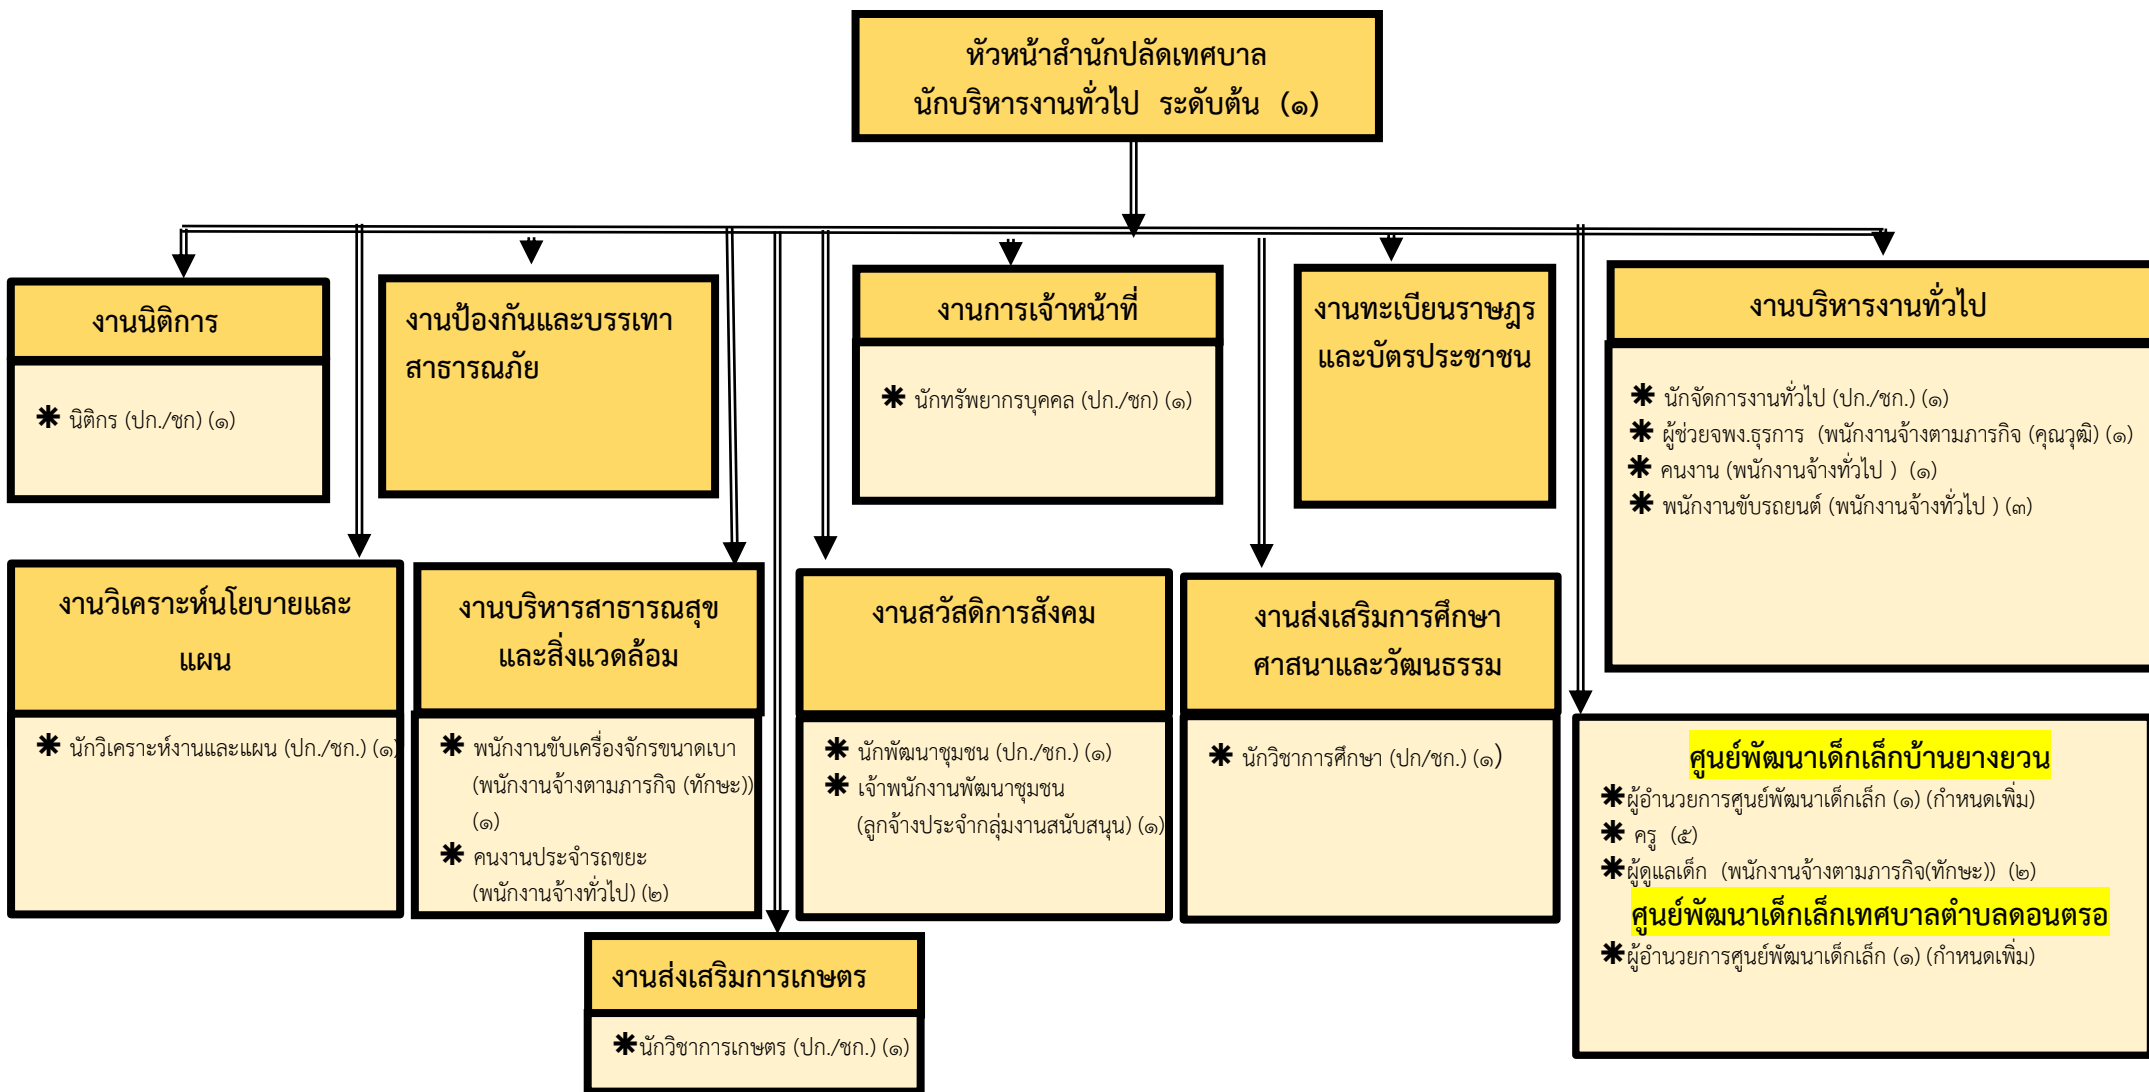 หัวหน้าสำนักปลัดเทศบาล
นักบริหารงานทั่วไป ระดับต้น (๑)
งานนิติการ
✱ นิติกร (ปก./ชก) (๑)
งานป้องกันและบรรเทา
สาธารณภัย
งานการเจ้าหน้าที่
✱ นักทรัพยากรบุคคล (ปก./ชก) (๑)
งานทะเบียนราษฎร
และบัตรประชาชน
งานบริหารงานทั่วไป
✱ นักจัดการงานทั่วไป (ปก./ชก.) (๑)
✱ ผู้ช่วยจพง.ธุรการ (พนักงานจ้างตามภารกิจ (คุณวุฒิ) (๑)
✱ คนงาน (พนักงานจ้างทั่วไป ) (๑)
✱ พนักงานขับรถยนต์ (พนักงานจ้างทั่วไป ) (๓)
งานวิเคราะห์นโยบายและ
แผน
✱ นักวิเคราะห์งานและแผน (ปก./ชก.) (๑)
งานบริหารสาธารณสุข
และสิ่งแวดล้อม
✱ พนักงานขับเครื่องจักรขนาดเบา
(พนักงานจ้างตามภารกิจ (ทักษะ))
(๑)
✱ คนงานประจำรถขยะ
(พนักงานจ้างทั่วไป) (๒)
งานสวัสดิการสังคม
✱ นักพัฒนาชุมชน (ปก./ชก.) (๑)
✱ เจ้าพนักงานพัฒนาชุมชน
(ลูกจ้างประจำกลุ่มงานสนับสนุน) (๑)
งานส่งเสริมการศึกษา
ศาสนาและวัฒนธรรม
✱ นักวิชาการศึกษา (ปก/ชก.) (๑)
ศูนย์พัฒนาเด็กเล็กบ้านยางยวน
✱ผู้อำนวยการศูนย์พัฒนาเด็กเล็ก (๑) (กำหนดเพิ่ม)
✱ ครู (๕)
✱ผู้ดูแลเด็ก (พนักงานจ้างตามภารกิจ(ทักษะ)) (๒)
ศูนย์พัฒนาเด็กเล็กเทศบาลตำบลดอนตรอ
✱ผู้อำนวยการศูนย์พัฒนาเด็กเล็ก (๑) (กำหนดเพิ่ม)
งานส่งเสริมการเกษตร
✱นักวิชาการเกษตร (ปก./ชก.) (๑)